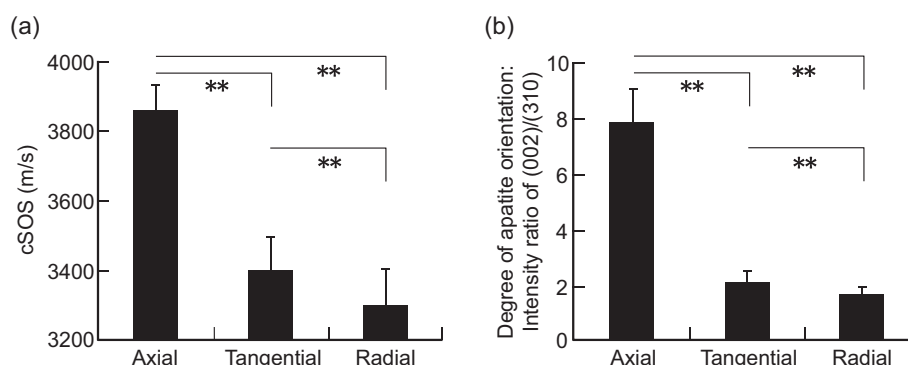 (a)
cSOS (m/s)
4000
3800
3600
3400
3200
**
**
**
Axial
Tangential
Radial
(b)
Degree of apatite orientation:
Intensity ratio of (002)/(310)
10
8
6
4
2
0
**
**
**
Axial
Tangential
Radial